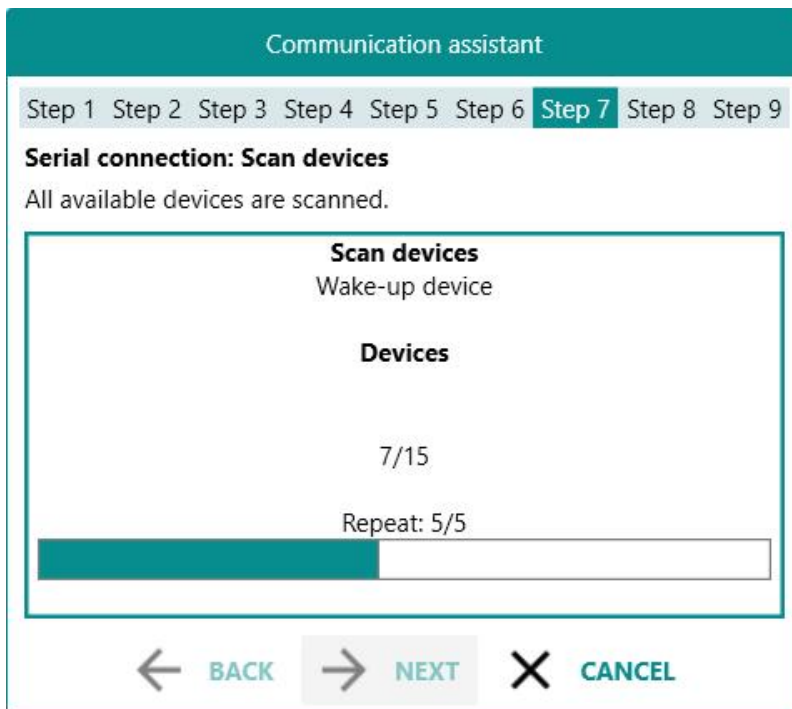 Communication assistant
Step 1 Step 2 Step 3 Step 4 Step 5 Step 6 Step 7 Step 8 Step 9
Serial connection: Scan devices
All available devices are scanned.
Scan devices
Wake-up device
Devices
7/15
Repeat: 5/5
BACK NEXT CANCEL